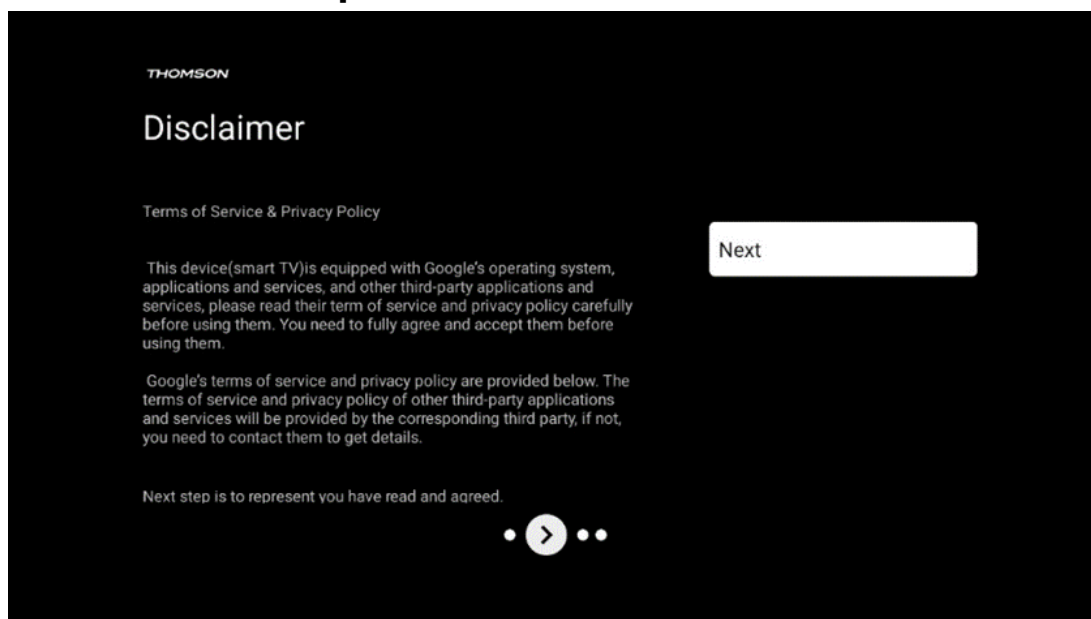 THOMSON
Disclaimer
Terms of Service & Privacy Policy
This device(smart TV)is equipped with Google's operating system,
applications and services, and other third-party applications and
services, please read their term of service and privacy policy carefully
before using them. You need to fully agree and accept them before
using them.
Google's terms of service and privacy policy are provided below. The
terms of service and privacy policy of other third-party applications
and services will be provided by the corresponding third party, if not,
you need to contact them to get details.
Next step is to represent you have read and agreed.
Next